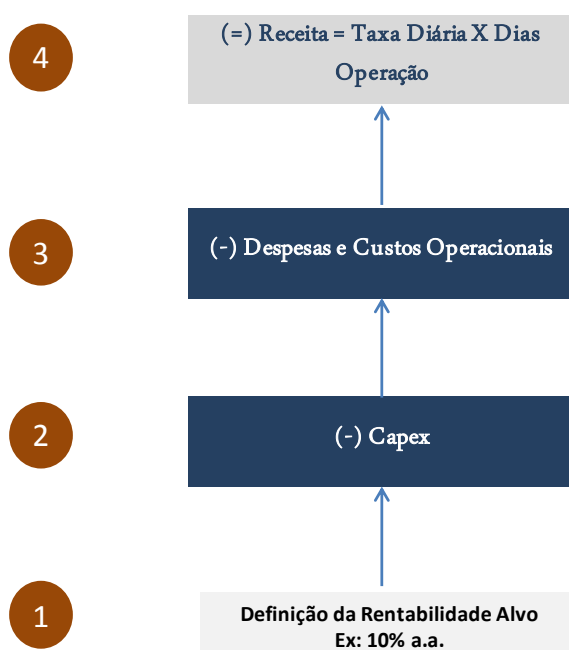 4
(=) Receita = Taxa Diária X Dias
Operação
3
(-) Despesas e Custos Operacionais
2
(-) Capex
1
Definição da Rentabilidade Alvo
Ex: 10% a.a.